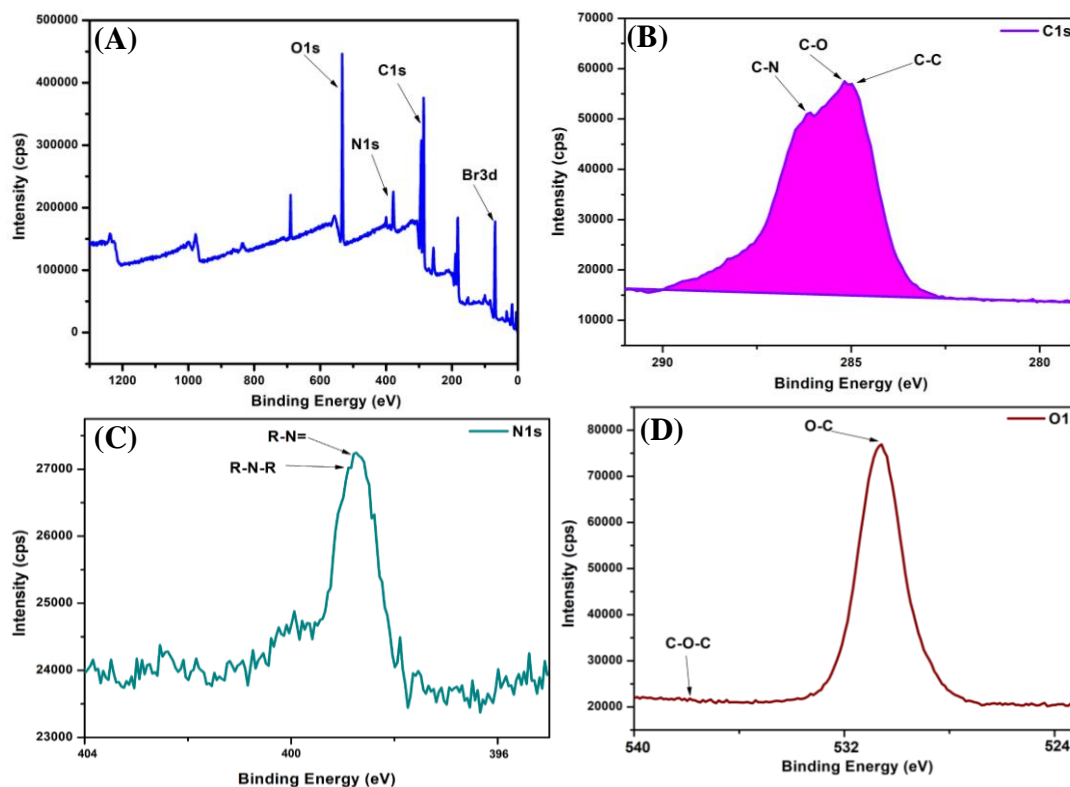 (A)
500000
400000
300000
200000
100000
0
Intensity (cps)
O1s
C1s
N1s
Br3d
1200
1000
800
600
400
200
0
Binding Energy (eV)
(B)
C1s
70000
60000
50000
40000
30000
20000
10000
Intensity (cps)
C-O
C-N
C-C
290
285
280
Binding Energy (eV)
(C)
N1s
27000
26000
25000
24000
23000
Intensity (cps)
R-N=
R-N-R
404
400
396
Binding Energy (eV)
(D)
O1
80000
70000
60000
50000
40000
30000
20000
Intensity (cps)
O-C
C-O-C
540
532
524
Binding Energy (eV)